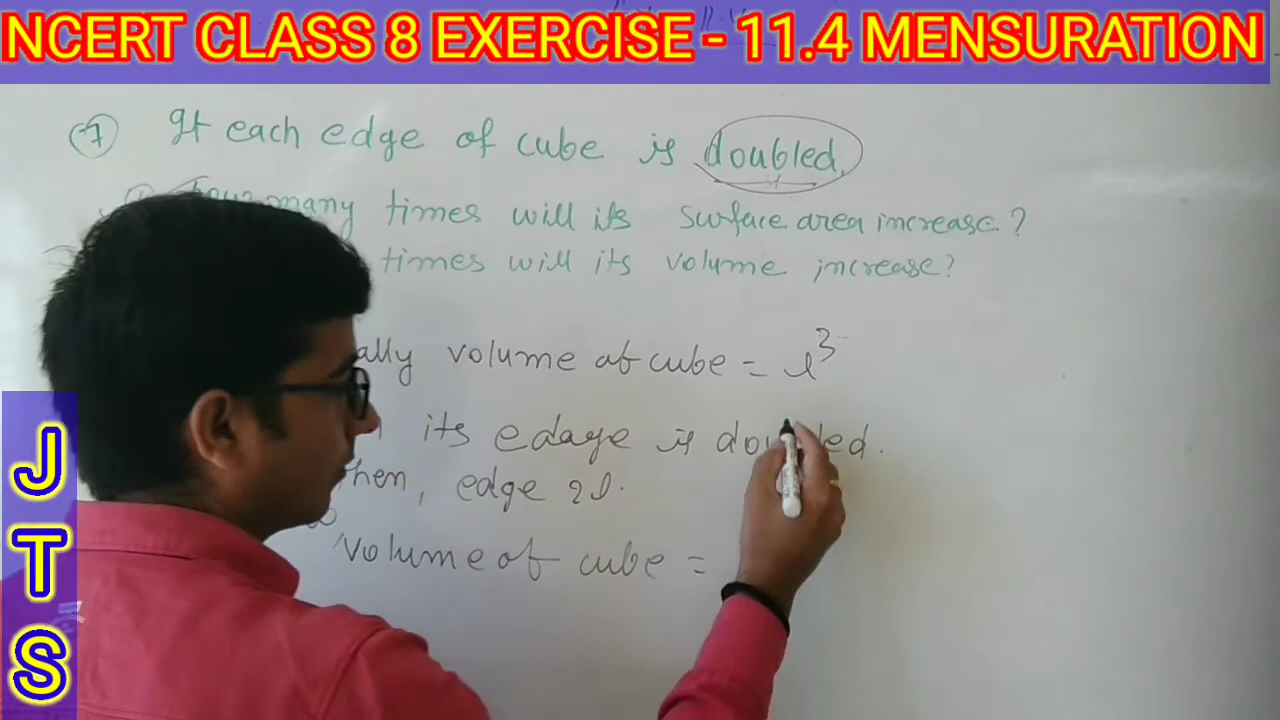 NCERT CLASS 8 EXERCISE - 11.4 MENSURATION
(7) If each edge of cube is doubled,
many times will its surface area increase?
times will its volume increase?
ally volume of cube = l³
its edage is doubled.
hen, edge 2l.
volume of cube =
JTS